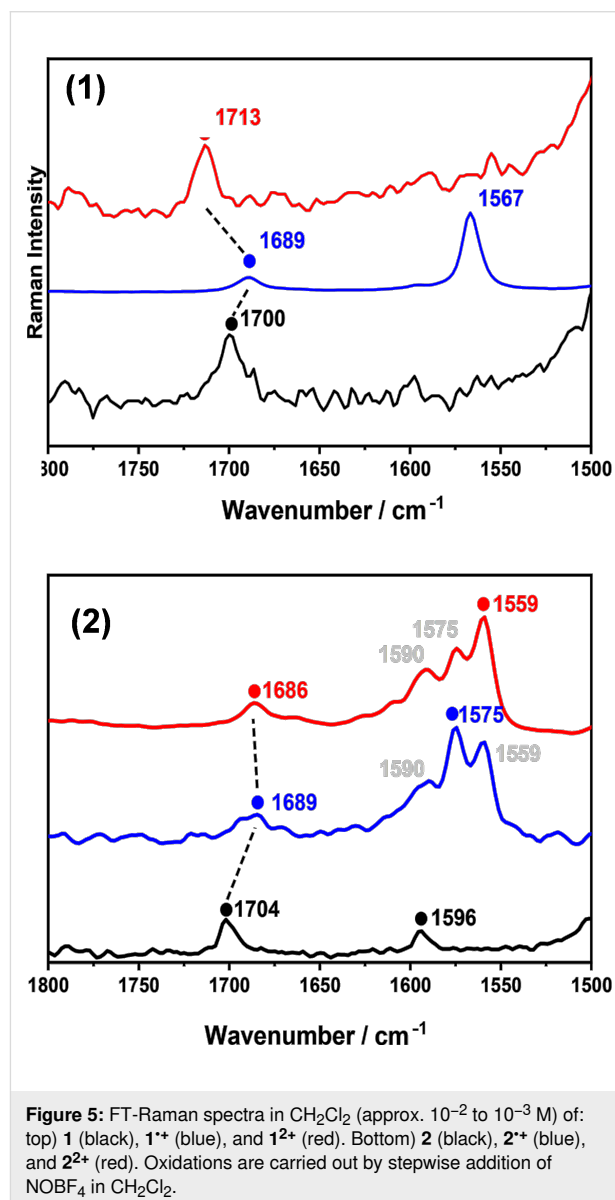 (1)
1713
1689
1567
1700
Raman Intensity
1800 1750 1700 1650 1600 1550 1500
Wavenumber / cm⁻¹
(2)
1559
1575
1590
1686
1575
1590
1559
1689
1704
1596
1800 1750 1700 1650 1600 1550 1500
Wavenumber / cm⁻¹
Figure 5: FT-Raman spectra in CH₂Cl₂ (approx. 10⁻² to 10⁻³ M) of:
top) 1 (black), 1•⁺ (blue), and 1²⁺ (red). Bottom) 2 (black), 2•⁺ (blue),
and 2²⁺ (red). Oxidations are carried out by stepwise addition of
NOBF₄ in CH₂Cl₂.